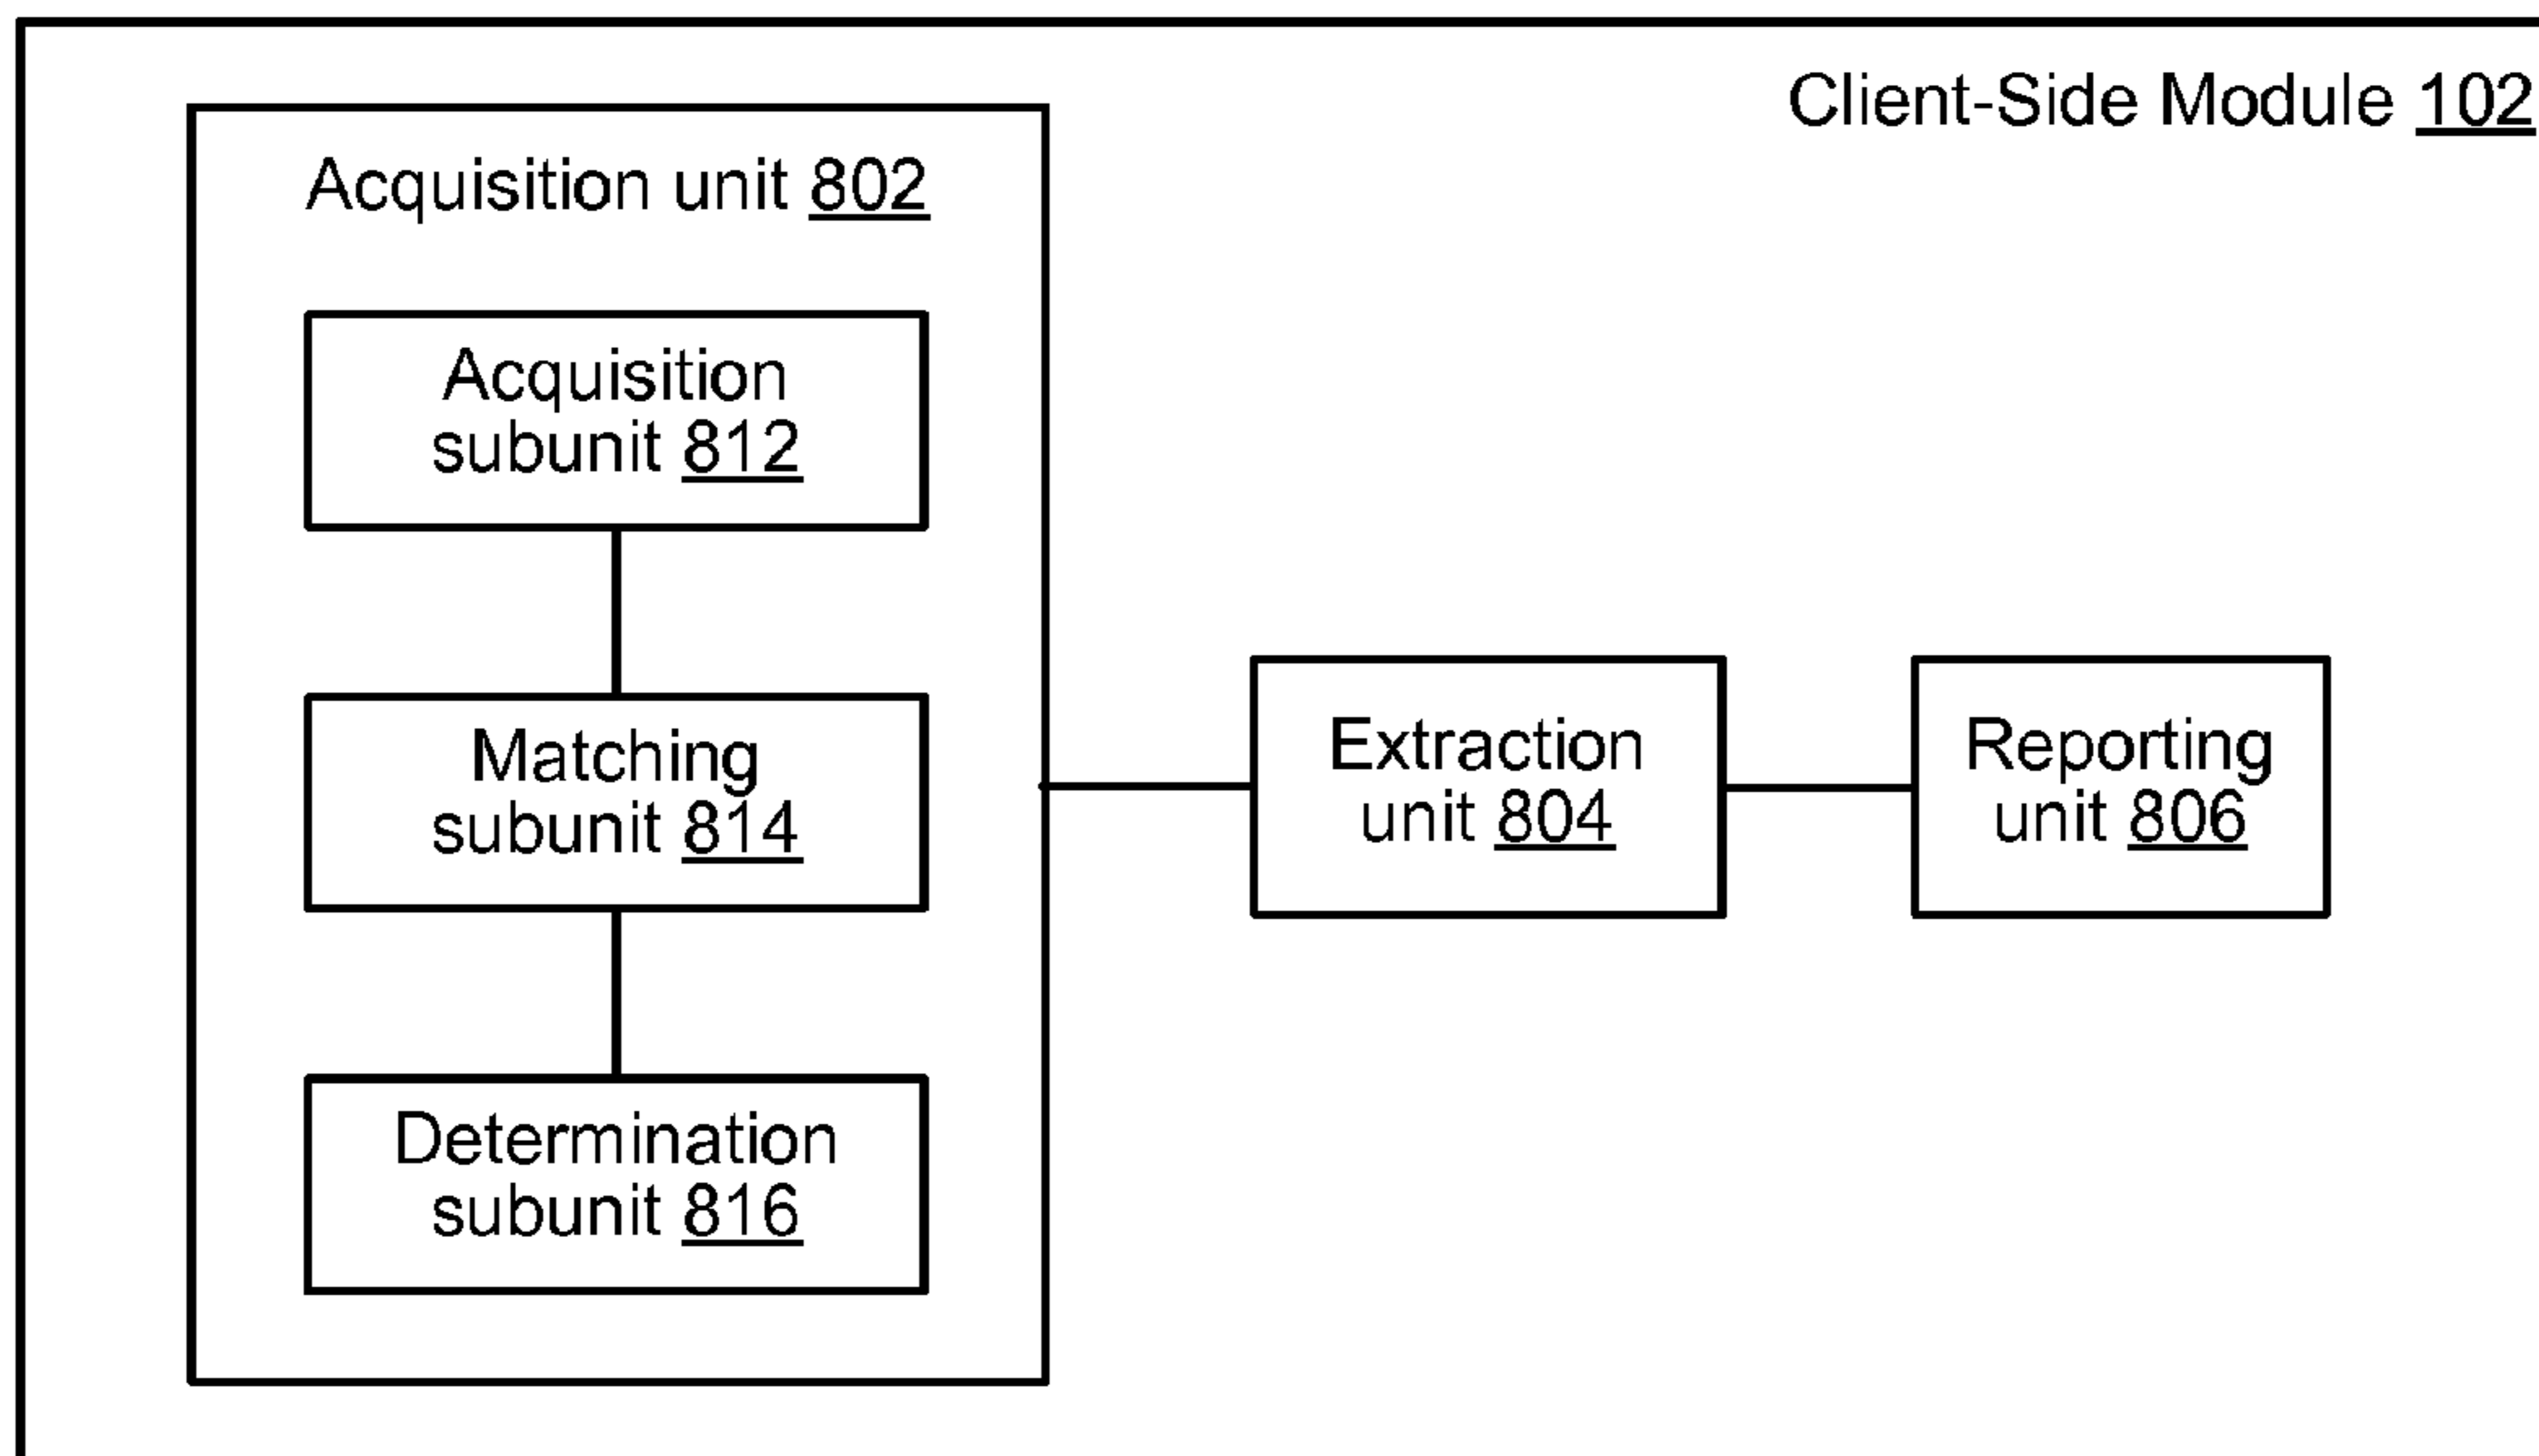 Client-Side Module 102
Acquisition unit 802
Acquisition
subunit 812
Matching
subunit 814
Determination
subunit 816
Extraction
unit 804
Reporting
unit 806